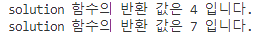 solution 함수의 반환 값은 4 입니다.
solution 함수의 반환 값은 7 입니다.